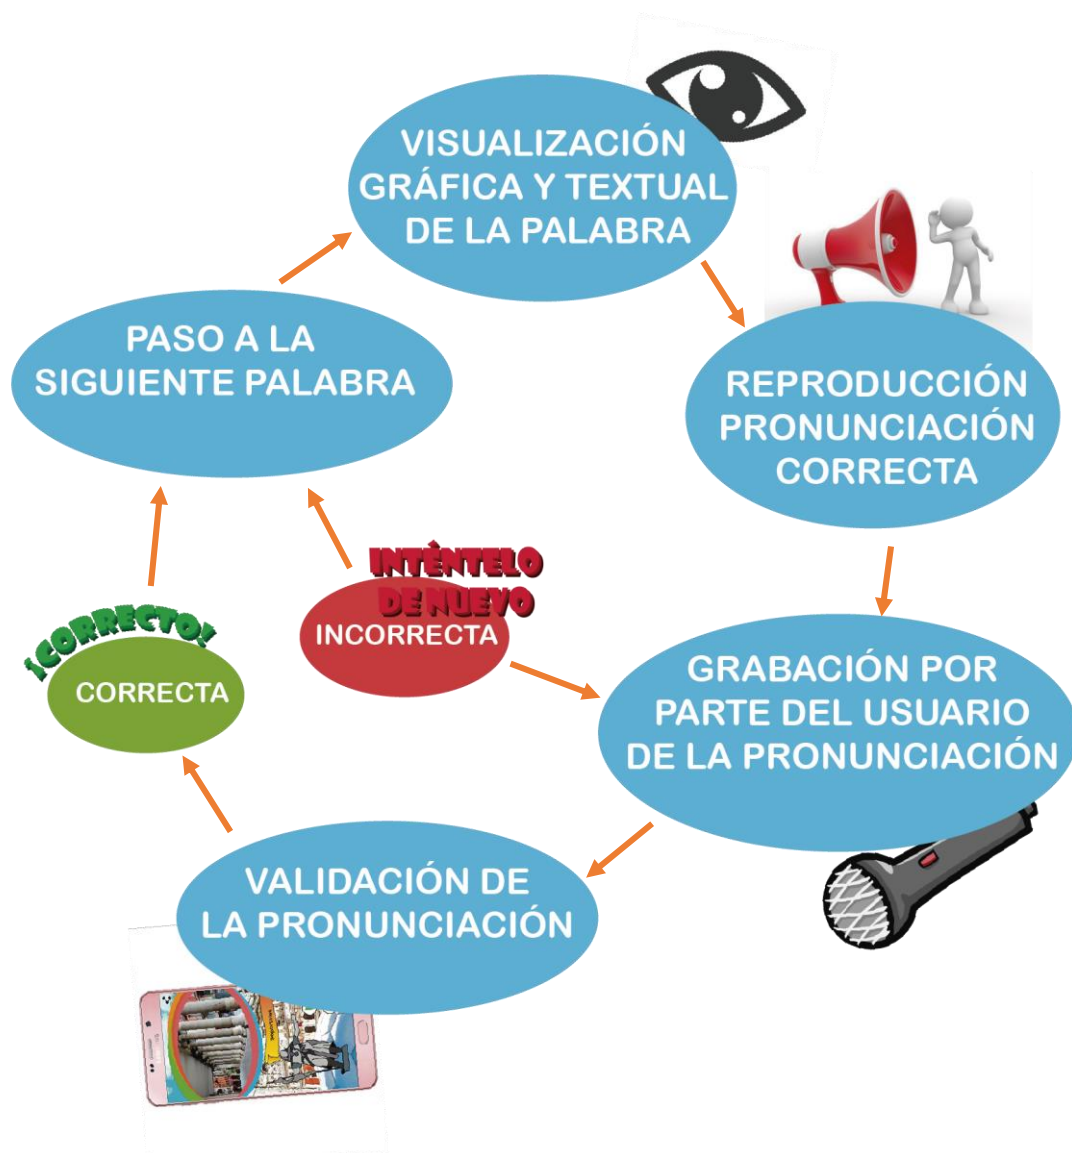 VISUALIZACIÓN
GRÁFICA Y TEXTUAL
DE LA PALABRA
REPRODUCCIÓN
PRONUNCIACIÓN
CORRECTA
GRABACIÓN POR
PARTE DEL USUARIO
DE LA PRONUNCIACIÓN
VALIDACIÓN DE
LA PRONUNCIACIÓN
¡CORRECTO!
CORRECTA
INTÉNTELO
DE NUEVO
INCORRECTA
PASO A LA
SIGUIENTE PALABRA